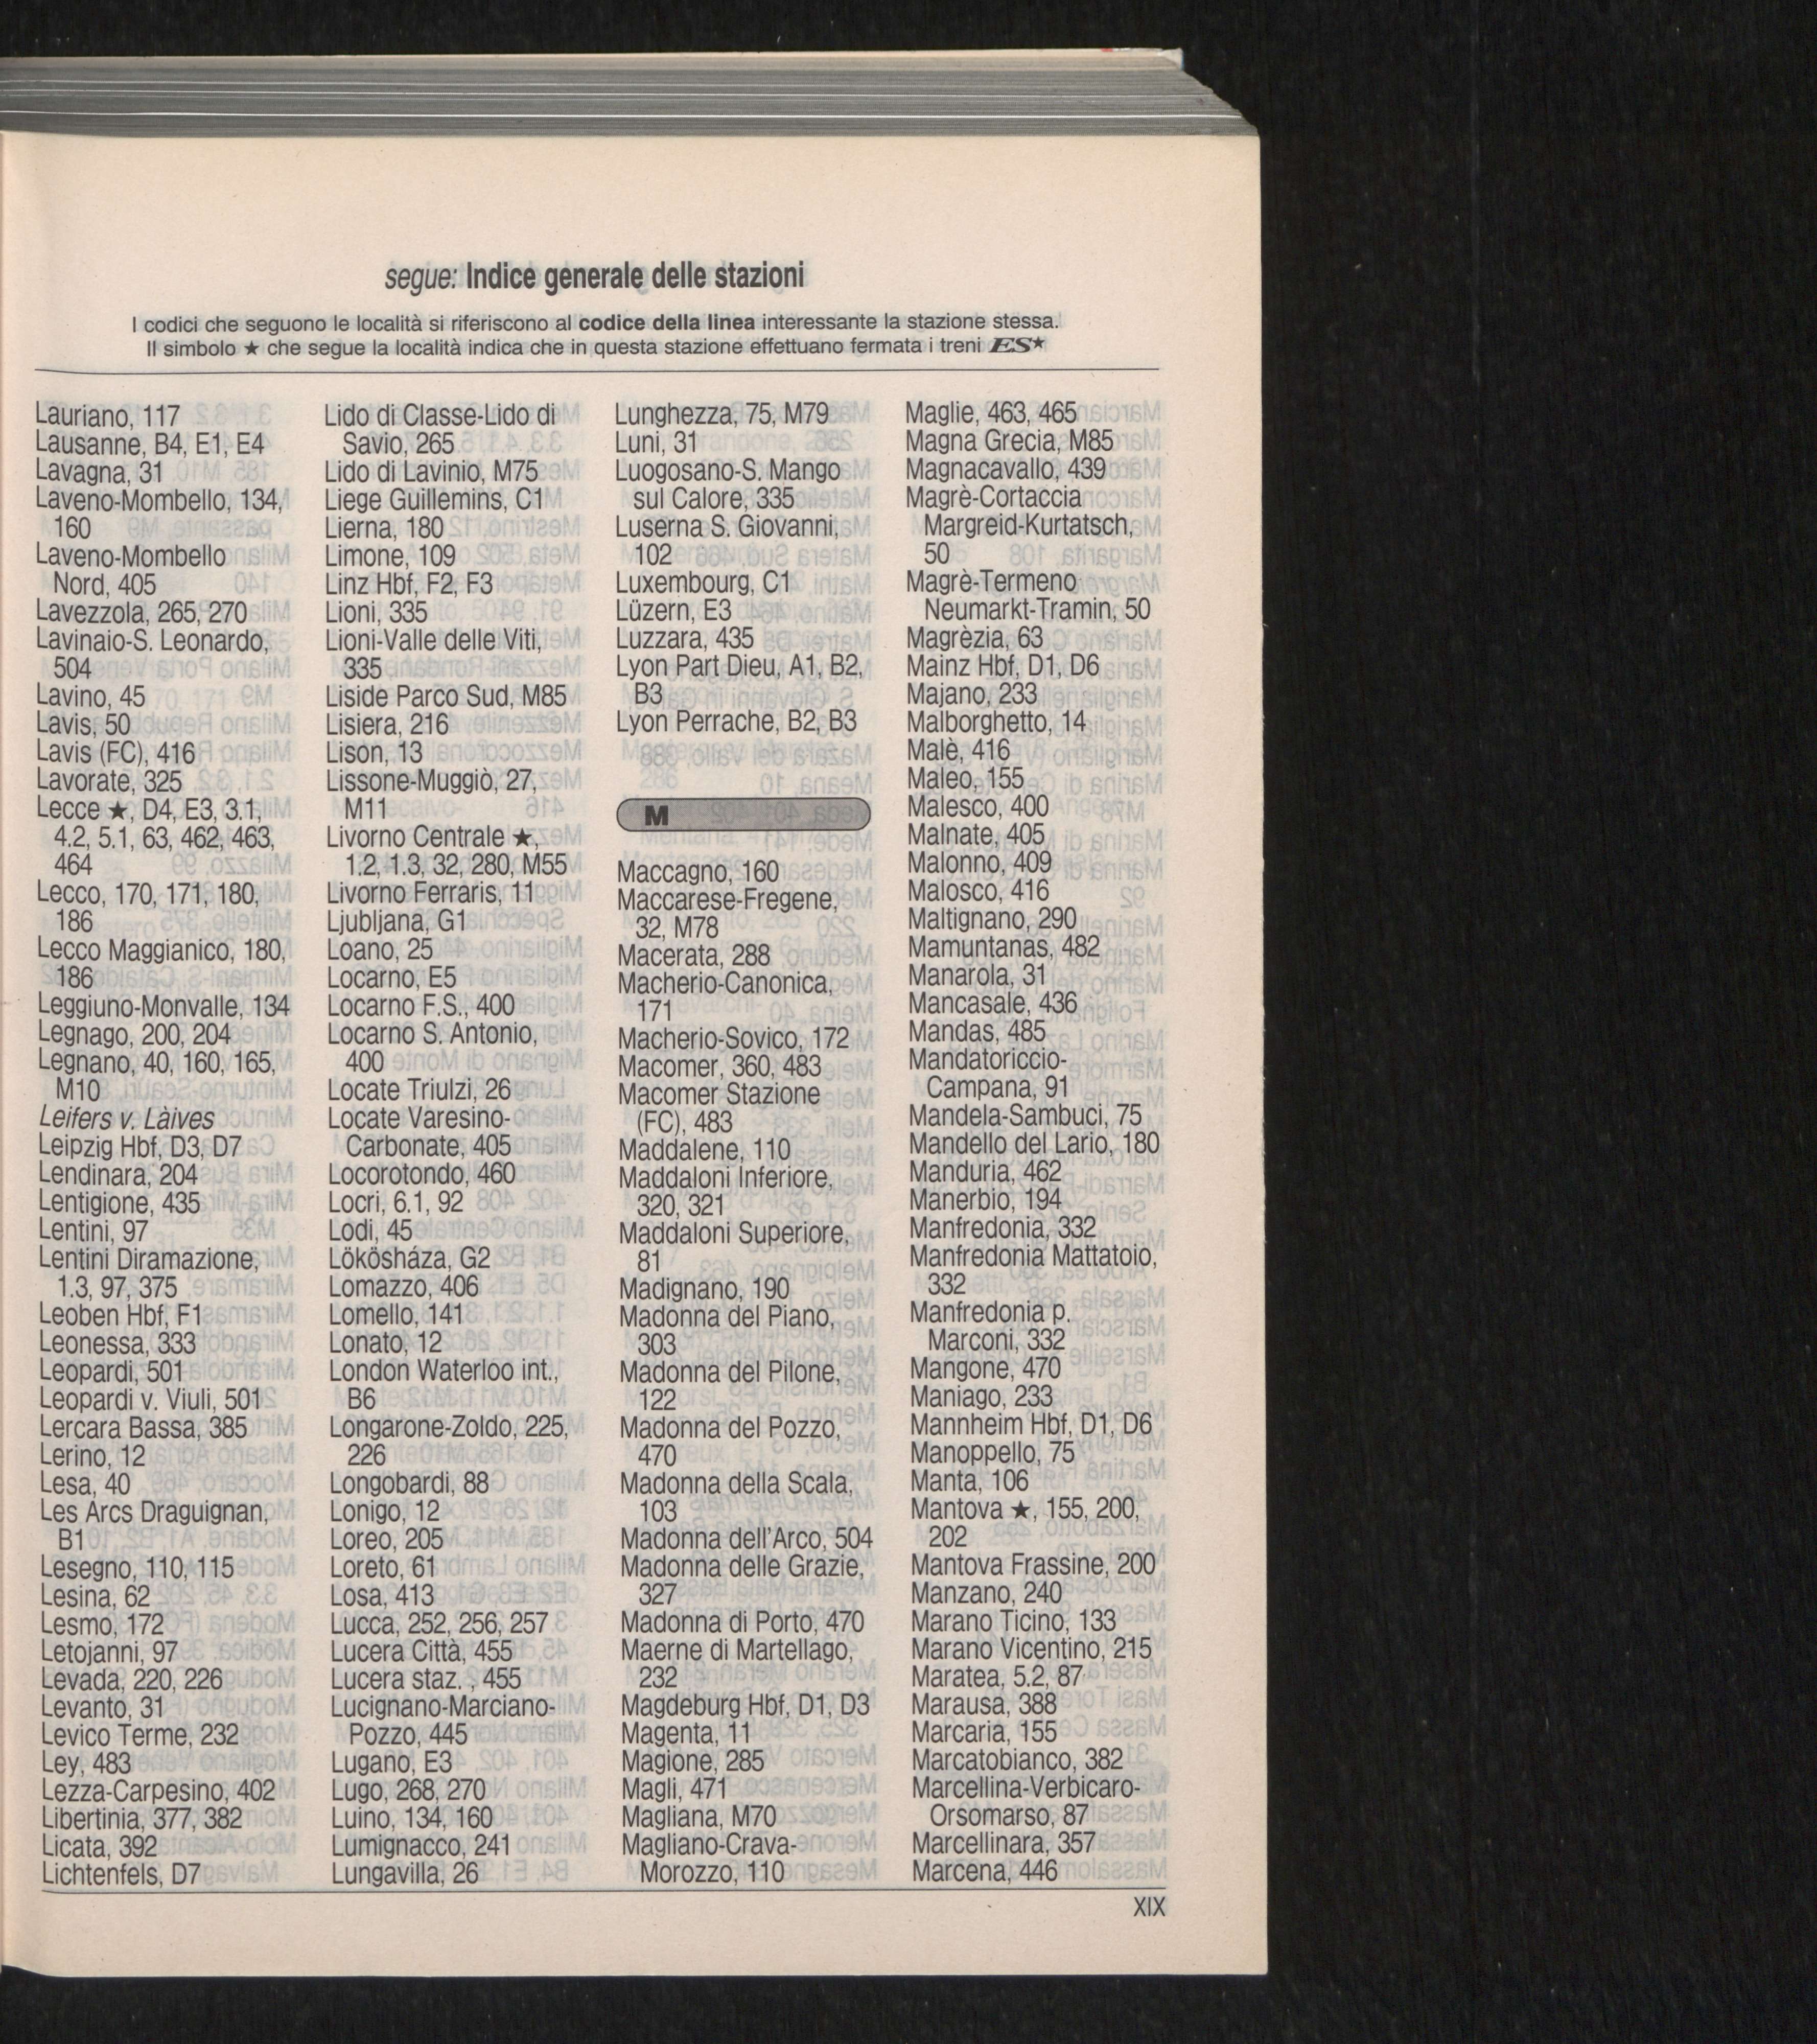 segue: Indice generale delle stazioni
I codici che seguono le località si riferiscono al codice della linea interessante la stazione stessa.
Il simbolo ★ che segue la località indica che in questa stazione effettuano fermata i treni ES★
Lauriano, 117
Lausanne, B4, E1, E4
Lavagna, 31
Laveno-Mombello, 134,
160
Laveno-Mombello
Nord, 405
Lavezzola, 265, 270
Lavinaio-S. Leonardo,
504
Lavino, 45
Lavis, 50
Lavis (FC), 416
Lavorate, 325
Lecce ★, D4, E3, 3.1,
4.2, 5.1, 63, 462, 463,
464
Lecco, 170, 171, 180,
186
Lecco Maggianico, 180,
186
Leggiuno-Monvalle, 134
Legnago, 200, 204
Legnano, 40, 160, 165,
M10
Leifers v. Làives
Leipzig Hbf, D3, D7
Lendinara, 204
Lentigione, 435
Lentini, 97
Lentini Diramazione,
1.3, 97, 375
Leoben Hbf, F1
Leonessa, 333
Leopardi, 501
Leopardi v. Viuli, 501
Lercara Bassa, 385
Lerino, 12
Lesa, 40
Les Arcs Draguignan,
B1
Lesegno, 110, 115
Lesina, 62
Lesmo, 172
Letojanni, 97
Levada, 220, 226
Levanto, 31
Levico Terme, 232
Ley, 483
Lezza-Carpesino, 402
Libertinia, 377, 382
Licata, 392
Lichtenfels, D7
Lido di Classe-Lido di
Savio, 265
Lido di Lavinio, M75
Liege Guillemins, C1
Lierna, 180
Limone, 109
Linz Hbf, F2, F3
Lioni, 335
Lioni-Valle delle Viti,
335
Liside Parco Sud, M85
Lisiera, 216
Lison, 13
Lissone-Muggiò, 27,
M11
Livorno Centrale ★,
1.2, 1.3, 32, 280, M55
Livorno Ferraris, 11
Ljubljana, G1
Loano, 25
Locarno, E5
Locarno F.S., 400
Locarno S. Antonio,
400
Locate Triulzi, 26
Locate Varesino-
Carbonate, 405
Locorotondo, 460
Locri, 6.1, 92
Lodi, 45
Lökösháza, G2
Lomazzo, 406
Lomello, 141
Lonato, 12
London Waterloo int.,
B6
Longarone-Zoldo, 225,
226
Longobardi, 88
Lonigo, 12
Loreo, 205
Loreto, 61
Losa, 413
Lucca, 252, 256, 257
Lucera Città, 455
Lucera staz. , 455
Lucignano-Marciano-
Pozzo, 445
Lugano, E3
Lugo, 268, 270
Luino, 134, 160
Lumignacco, 241
Lungavilla, 26
Lunghezza, 75, M79
Luni, 31
Luogosano-S. Mango
sul Calore, 335
Luserna S. Giovanni,
102
Luxembourg, C1
Lüzern, E3
Luzzara, 435
Lyon Part Dieu, A1, B2,
B3
Lyon Perrache, B2, B3
M
Maccagno, 160
Maccarese-Fregene,
32, M78
Macerata, 288
Macherio-Canonica,
171
Macherio-Sovico, 172
Macomer, 360, 483
Macomer Stazione
(FC), 483
Maddalene, 110
Maddaloni Inferiore,
320, 321
Maddaloni Superiore,
81
Madignano, 190
Madonna del Piano,
303
Madonna del Pilone,
122
Madonna del Pozzo,
470
Madonna della Scala,
103
Madonna dell'Arco, 504
Madonna delle Grazie,
327
Madonna di Porto, 470
Maerne di Martellago,
232
Magdeburg Hbf, D1, D3
Magenta, 11
Magione, 285
Magli, 471
Magliana, M70
Magliano-Crava-
Morozzo, 110
Maglie, 463, 465
Magna Grecia, M85
Magnacavallo, 439
Magrè-Cortaccia
Margreid-Kurtatsch,
50
Magrè-Termeno
Neumarkt-Tramin, 50
Magrèzia, 63
Mainz Hbf, D1, D6
Majano, 233
Malborghetto, 14
Malè, 416
Maleo, 155
Malesco, 400
Malnate, 405
Malonno, 409
Malosco, 416
Maltignano, 290
Mamuntanas, 482
Manarola, 31
Mancasale, 436
Mandas, 485
Mandatoriccio-
Campana, 91
Mandela-Sambuci, 75
Mandello del Lario, 180
Manduria, 462
Manerbio, 194
Manfredonia, 332
Manfredonia Mattatoio,
332
Manfredonia p.
Marconi, 332
Mangone, 470
Maniago, 233
Mannheim Hbf, D1, D6
Manoppello, 75
Manta, 106
Mantova ★, 155, 200,
202
Mantova Frassine, 200
Manzano, 240
Marano Ticino, 133
Marano Vicentino, 215
Maratea, 5.2, 87
Marausa, 388
Marcaria, 155
Marcatobianco, 382
Marcellina-Verbicaro-
Orsomarso, 87
Marcellinara, 357
Marcena, 446
XIX